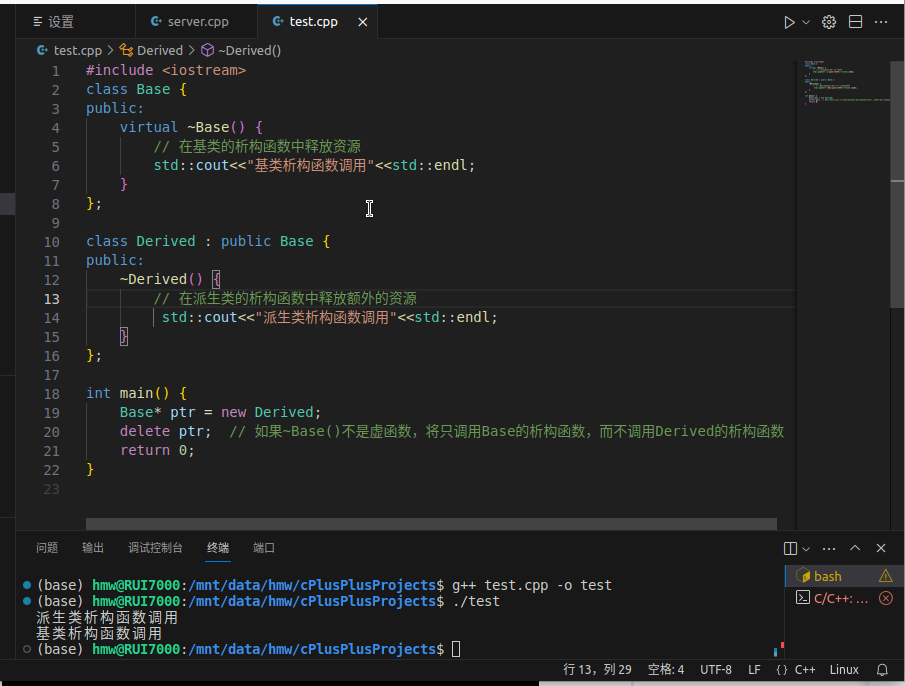 设置
server.cpp
test.cpp
test.cpp > Derived > ~Derived()
1 #include <iostream>
2 class Base {
3 public:
4 virtual ~Base() {
5 // 在基类的析构函数中释放资源
6 std::cout<<"基类析构函数调用"<<std::endl;
7 }
8 };
9
10 class Derived : public Base {
11 public:
12 ~Derived() {
13 // 在派生类的析构函数中释放额外的资源
14 std::cout<<"派生类析构函数调用"<<std::endl;
15 }
16 };
17
18 int main() {
19 Base* ptr = new Derived;
20 delete ptr; // 如果~Base()不是虚函数，将只调用Base的析构函数，而不调用Derived的析构函数
21 return 0;
22 }
23
问题 输出 调试控制台 终端 端口
(base) hmw@RUI7000:/mnt/data/hmw/cPlusPlusProjects$ g++ test.cpp -o test
(base) hmw@RUI7000:/mnt/data/hmw/cPlusPlusProjects$ ./test
派生类析构函数调用
基类析构函数调用
(base) hmw@RUI7000:/mnt/data/hmw/cPlusPlusProjects$
bash
C/C++: ...
行 13，列 29 空格: 4 UTF-8 LF {} C++ Linux